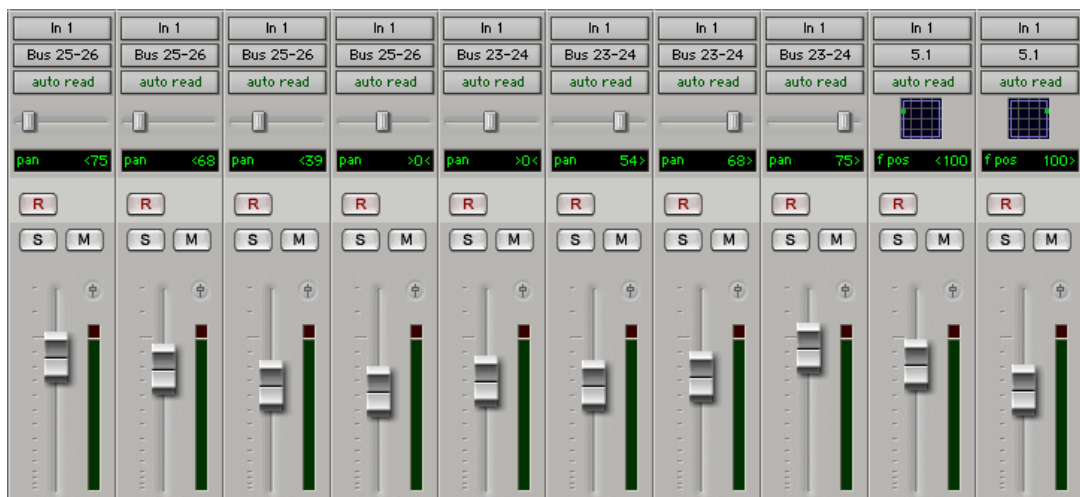 In 1 In 1 In 1 In 1 In 1 In 1 In 1 In 1 In 1 In 1
Bus 25-26 Bus 25-26 Bus 25-26 Bus 25-26 Bus 23-24 Bus 23-24 Bus 23-24 Bus 23-24 5.1 5.1
auto read auto read auto read auto read auto read auto read auto read auto read auto read auto read
pan <75 pan <68 pan <39 pan >0< pan >0< pan 54> pan 68> pan 75> f pos <100 f pos 100>
R R R R R R R R R R
S M S M S M S M S M S M S M S M S M S M